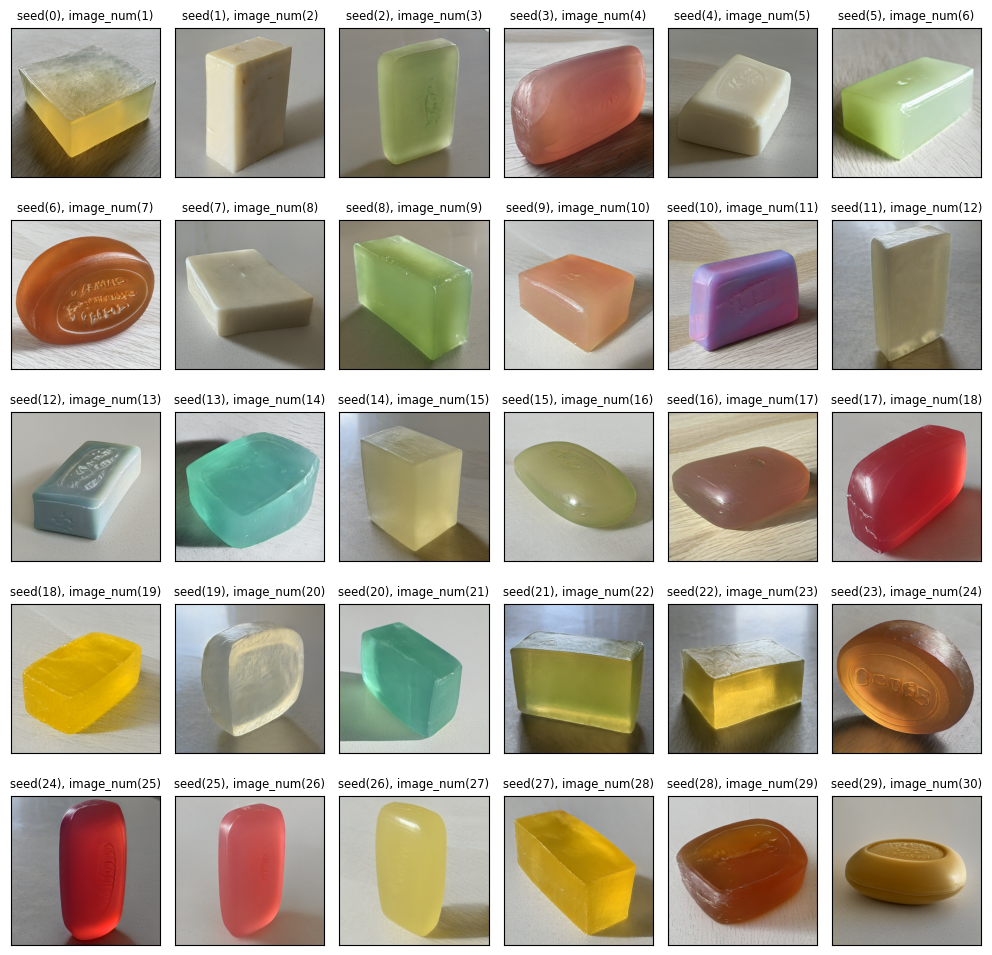 seed(0), image_num(1)
seed(1), image_num(2)
seed(2), image_num(3)
seed(3), image_num(4)
seed(4), image_num(5)
seed(5), image_num(6)
seed(6), image_num(7)
seed(7), image_num(8)
seed(8), image_num(9)
seed(9), image_num(10)
seed(10), image_num(11)
seed(11), image_num(12)
seed(12), image_num(13)
seed(13), image_num(14)
seed(14), image_num(15)
seed(15), image_num(16)
seed(16), image_num(17)
seed(17), image_num(18)
seed(18), image_num(19)
seed(19), image_num(20)
seed(20), image_num(21)
seed(21), image_num(22)
seed(22), image_num(23)
seed(23), image_num(24)
seed(24), image_num(25)
seed(25), image_num(26)
seed(26), image_num(27)
seed(27), image_num(28)
seed(28), image_num(29)
seed(29), image_num(30)